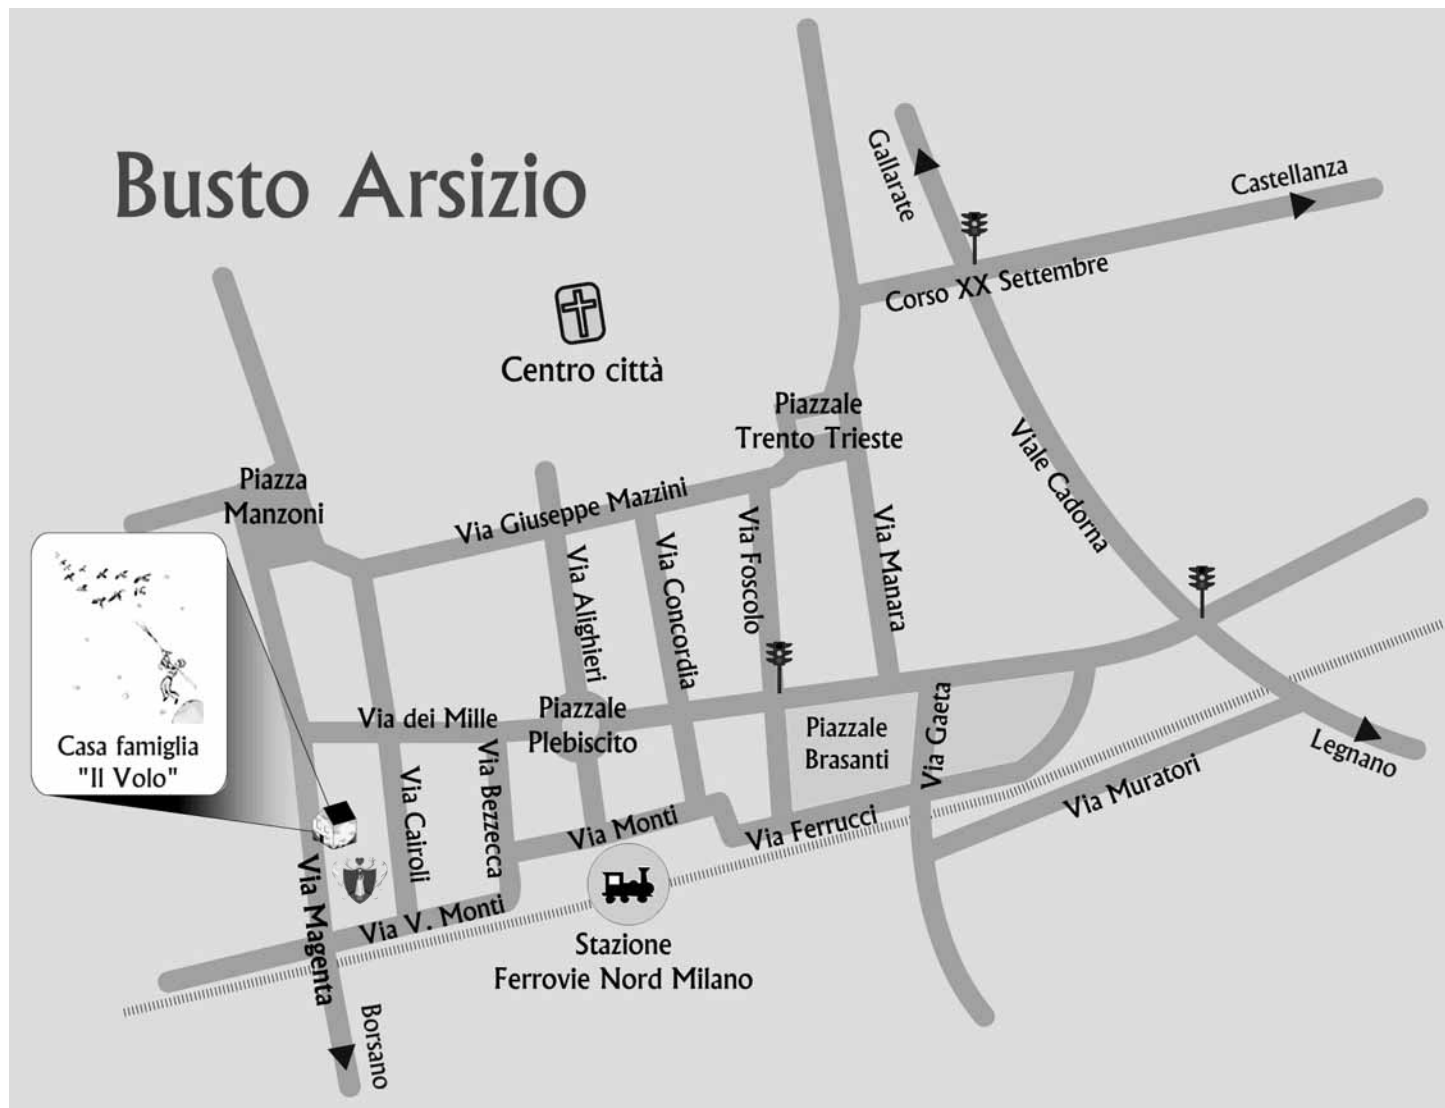 Busto Arsizio
Gallarate
Castellanza
Corso XX Settembre
Centro città
Piazzale
Trento Trieste
Viale Cadorna
Piazza
Manzoni
Via Giuseppe Mazzini
Via Alighieri
Via Concordia
Via Foscolo
Via Manara
Casa famiglia
"Il Volo"
Via dei Mille
Piazzale
Plebiscito
Piazzale
Brasanti
Via Gaeta
Legnano
Via Muratori
Via Cairoli
Via Bezzecca
Via Monti
Via Ferrucci
Via Magenta
Via V. Monti
Stazione
Ferrovie Nord Milano
Borsano